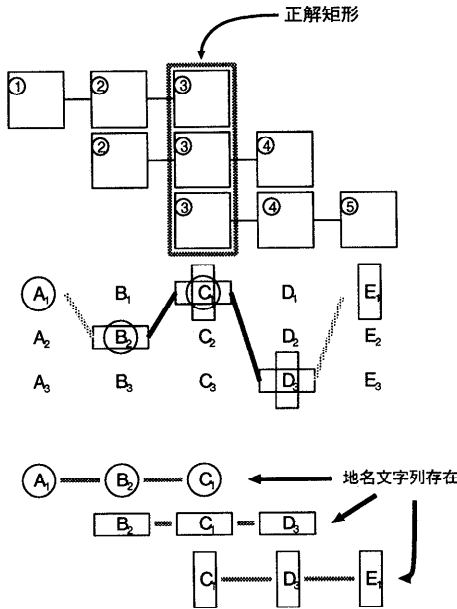 正解矩形
① ② ③
② ③ ④
③ ④ ⑤
A₁ B₁ C₁ D₁ E₁
A₂ B₂ C₂ D₂ E₂
A₃ B₃ C₃ D₃ E₃
A₁ B₂ C₁ 地名文字列存在
B₂ C₁ D₃
C₁ D₃ E₁